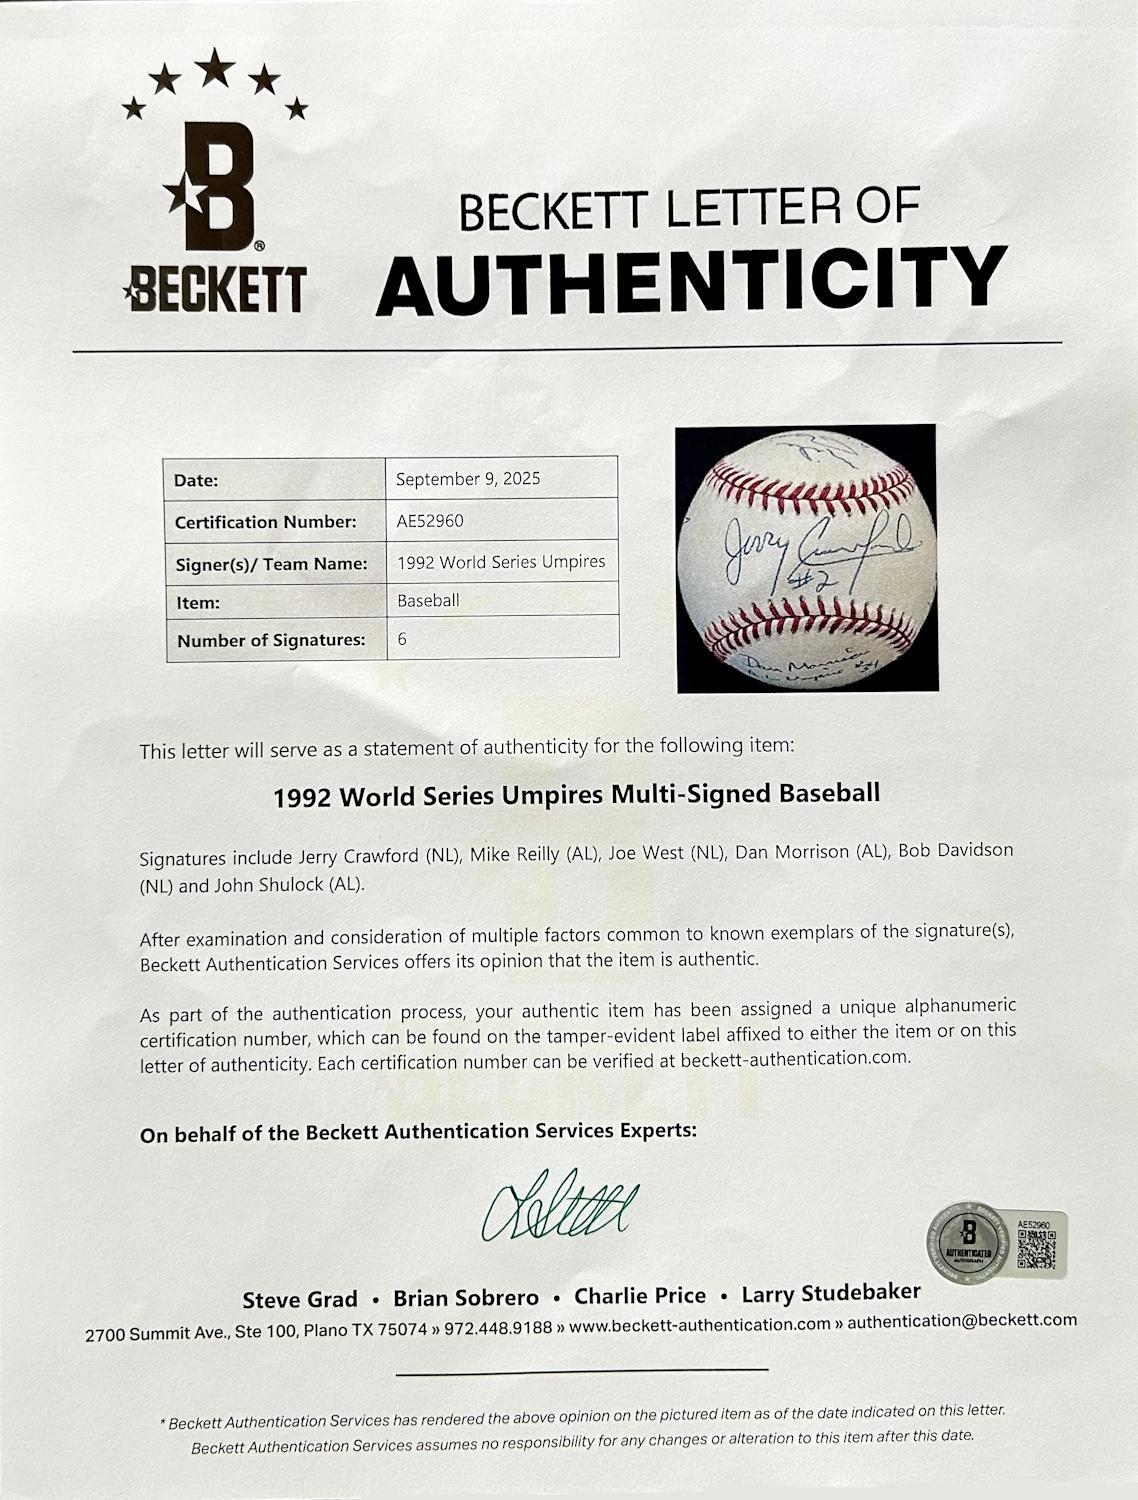 B®
BECKETT
BECKETT LETTER OF
AUTHENTICITY
Date: September 9, 2025
Certification Number: AE52960
Signer(s)/ Team Name: 1992 World Series Umpires
Item: Baseball
Number of Signatures: 6
Jerry Crawford
#2
Dan Morrison
This letter will serve as a statement of authenticity for the following item:
1992 World Series Umpires Multi-Signed Baseball
Signatures include Jerry Crawford (NL), Mike Reilly (AL), Joe West (NL), Dan Morrison (AL), Bob Davidson
(NL) and John Shulock (AL).
After examination and consideration of multiple factors common to known exemplars of the signature(s),
Beckett Authentication Services offers its opinion that the item is authentic.
As part of the authentication process, your authentic item has been assigned a unique alphanumeric
certification number, which can be found on the tamper-evident label affixed to either the item or on this
letter of authenticity. Each certification number can be verified at beckett-authentication.com.
On behalf of the Beckett Authentication Services Experts:
AE52960
B
AUTHENTICATED
AUTOGRAPH
Steve Grad • Brian Sobrero • Charlie Price • Larry Studebaker
2700 Summit Ave., Ste 100, Plano TX 75074 » 972.448.9188 » www.beckett-authentication.com » authentication@beckett.com
* Beckett Authentication Services has rendered the above opinion on the pictured item as of the date indicated on this letter.
Beckett Authentication Services assumes no responsibility for any changes or alteration to this item after this date.